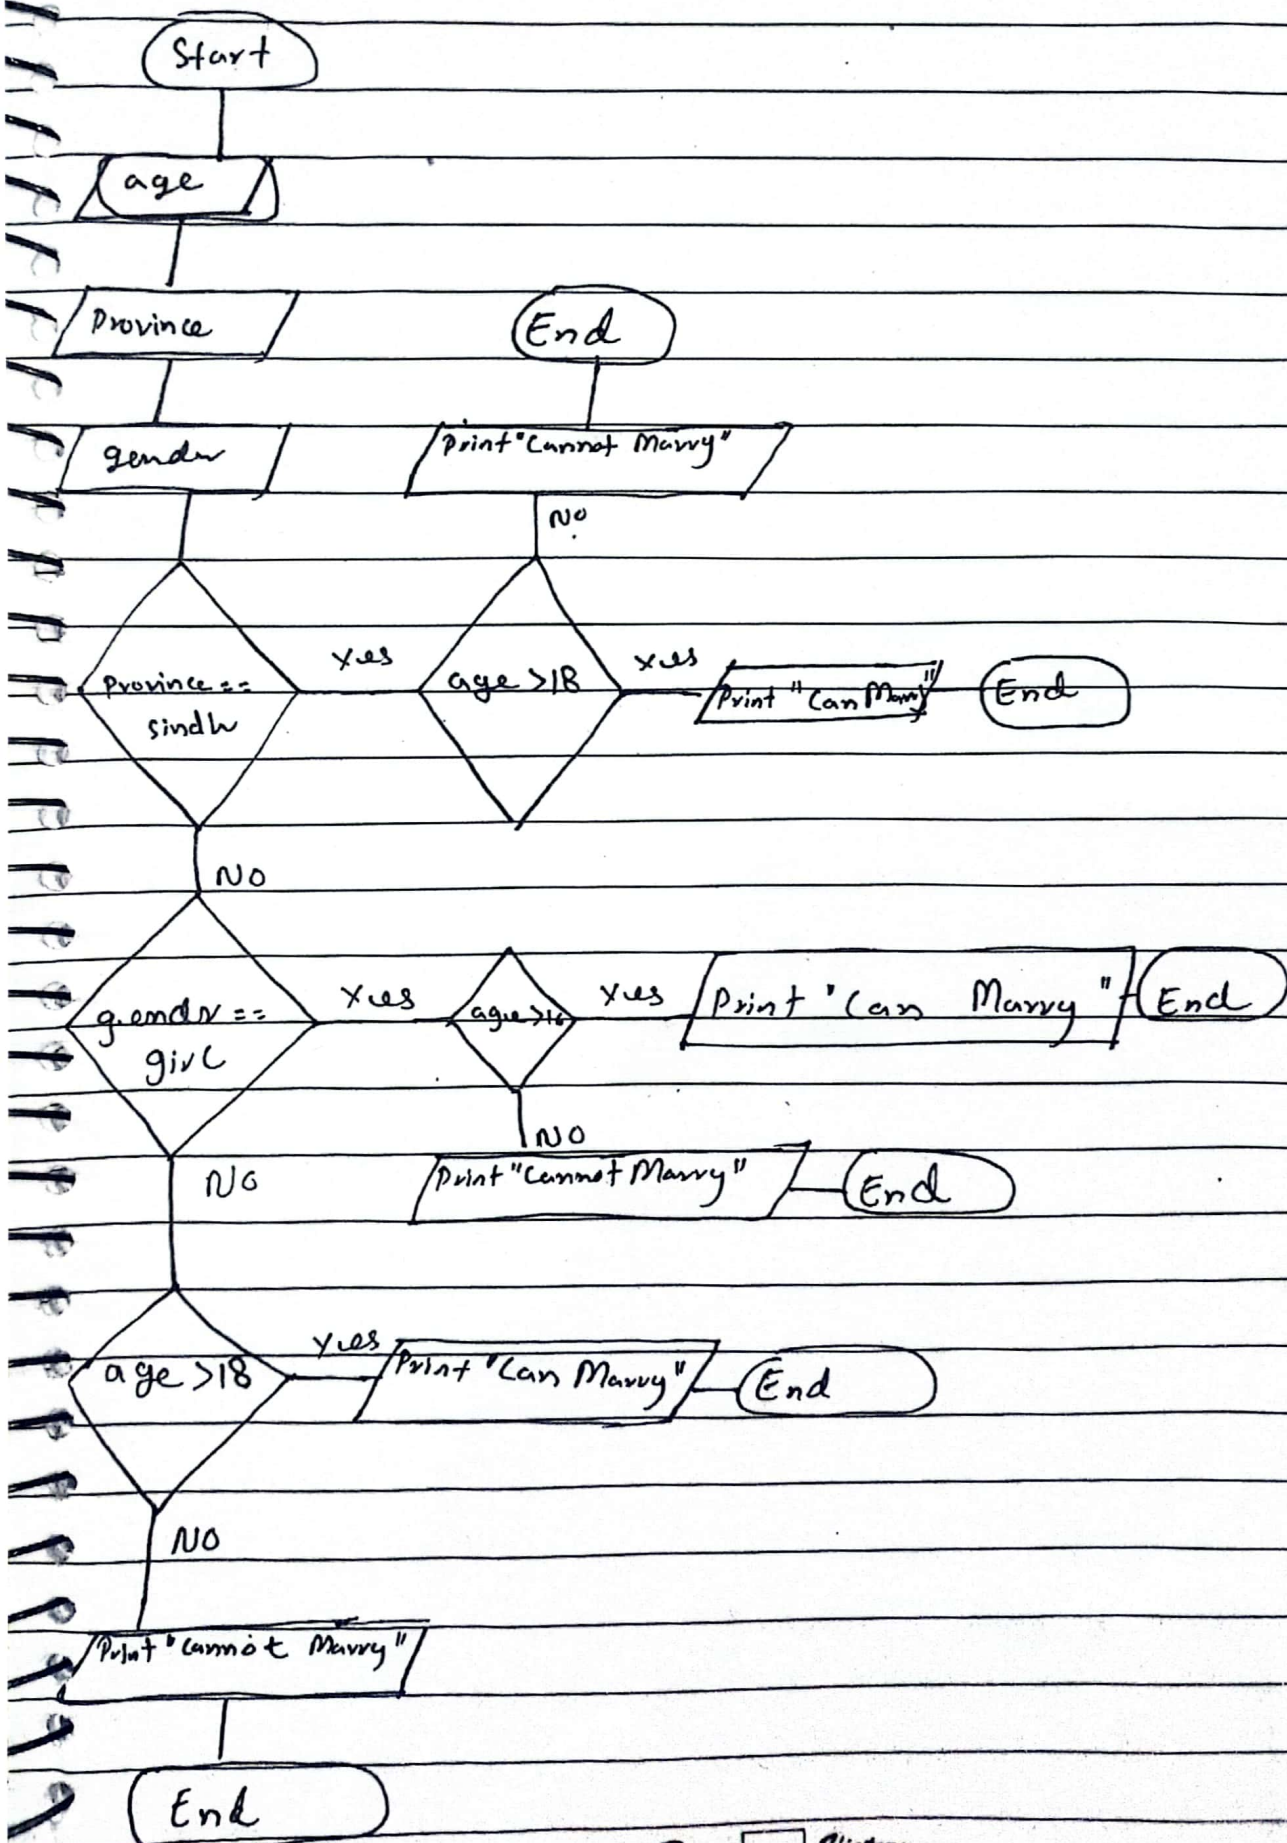 Start
age
Province
End
gender
Print "Cannot Marry"
No
Province ==
sindh
yes
age >18
yes
Print "Can Marry"
End
NO
gender ==
girl
yes
age >16
yes
Print "Can Marry"
End
NO
NO
Print "Cannot Marry"
End
age >18
yes
Print "Can Marry"
End
NO
Print "Cannot Marry"
End